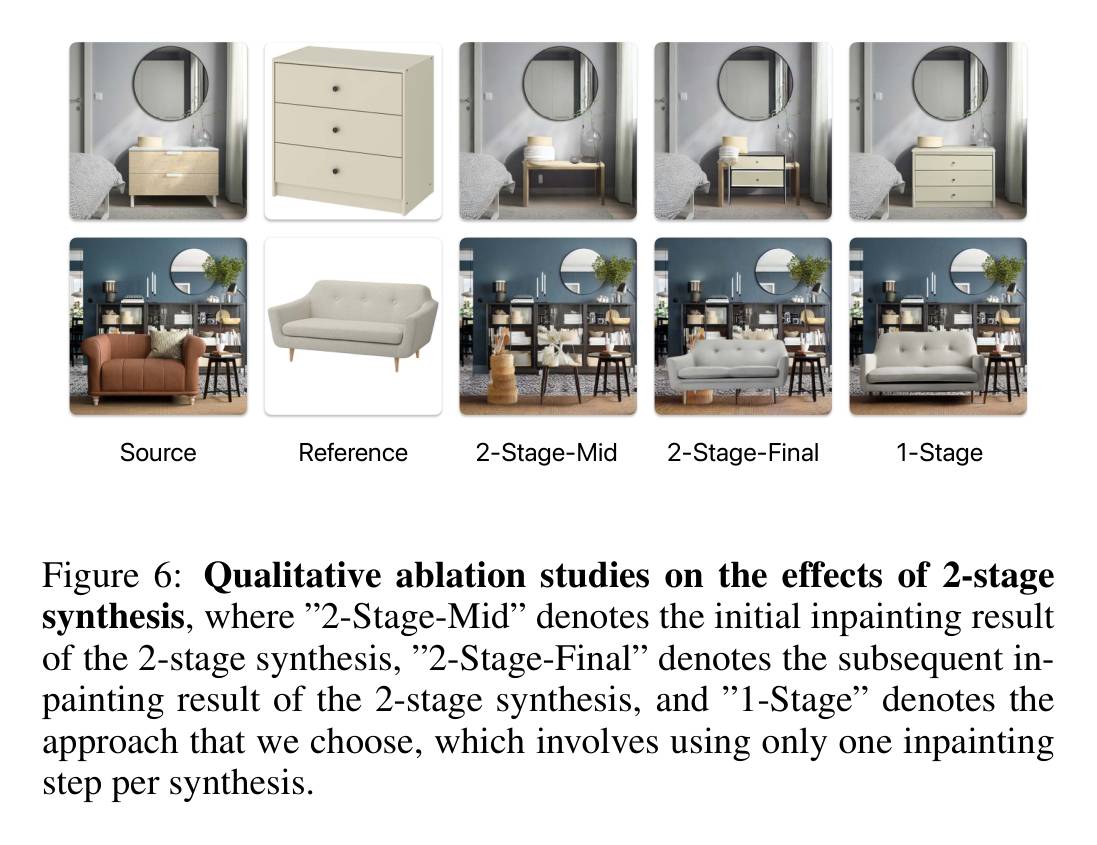 Source Reference 2-Stage-Mid 2-Stage-Final 1-Stage
Figure 6: Qualitative ablation studies on the effects of 2-stage
synthesis, where ”2-Stage-Mid” denotes the initial inpainting result
of the 2-stage synthesis, ”2-Stage-Final” denotes the subsequent in-
painting result of the 2-stage synthesis, and ”1-Stage” denotes the
approach that we choose, which involves using only one inpainting
step per synthesis.